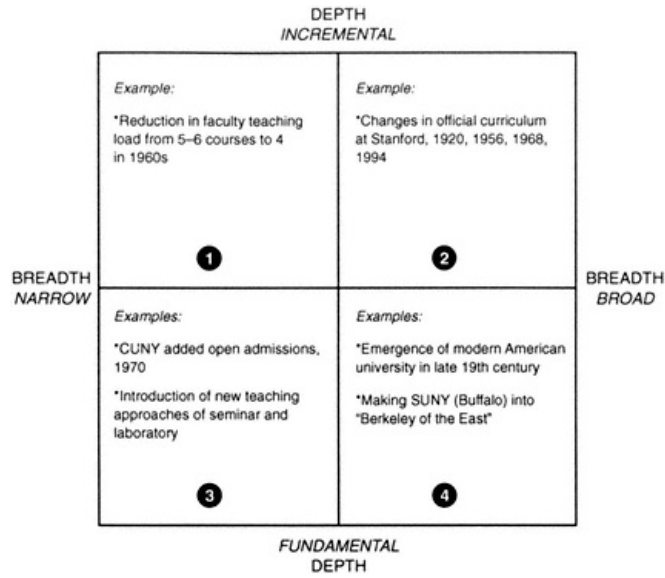 DEPTH
INCREMENTAL
Example:
*Reduction in faculty teaching
load from 5–6 courses to 4
in 1960s
1
Example:
*Changes in official curriculum
at Stanford, 1920, 1956, 1968,
1994
2
BREADTH
NARROW
BREADTH
BROAD
Examples:
*CUNY added open admissions,
1970
*Introduction of new teaching
approaches of seminar and
laboratory
3
Examples:
*Emergence of modern American
university in late 19th century
*Making SUNY (Buffalo) into
"Berkeley of the East"
4
FUNDAMENTAL
DEPTH